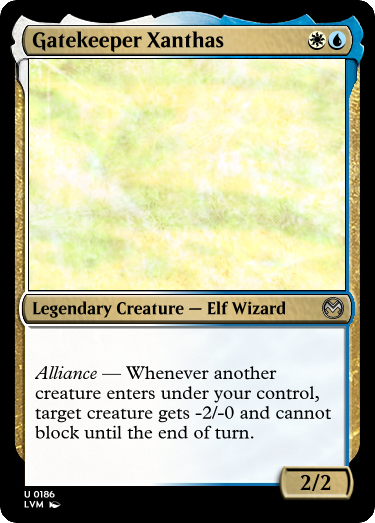 Gatekeeper Xanthas
Legendary Creature — Elf Wizard
Alliance — Whenever another
creature enters under your control,
target creature gets -2/-0 and cannot
block until the end of turn.
2/2
U 0186
LVM